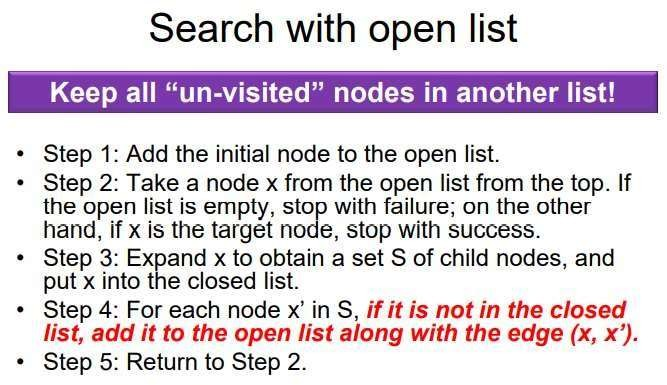 Search with open list
Keep all “un-visited” nodes in another list!
• Step 1: Add the initial node to the open list.
• Step 2: Take a node x from the open list from the top. If
the open list is empty, stop with failure; on the other
hand, if x is the target node, stop with success.
• Step 3: Expand x to obtain a set S of child nodes, and
put x into the closed list.
• Step 4: For each node x’ in S, if it is not in the closed
list, add it to the open list along with the edge (x, x’).
• Step 5: Return to Step 2.